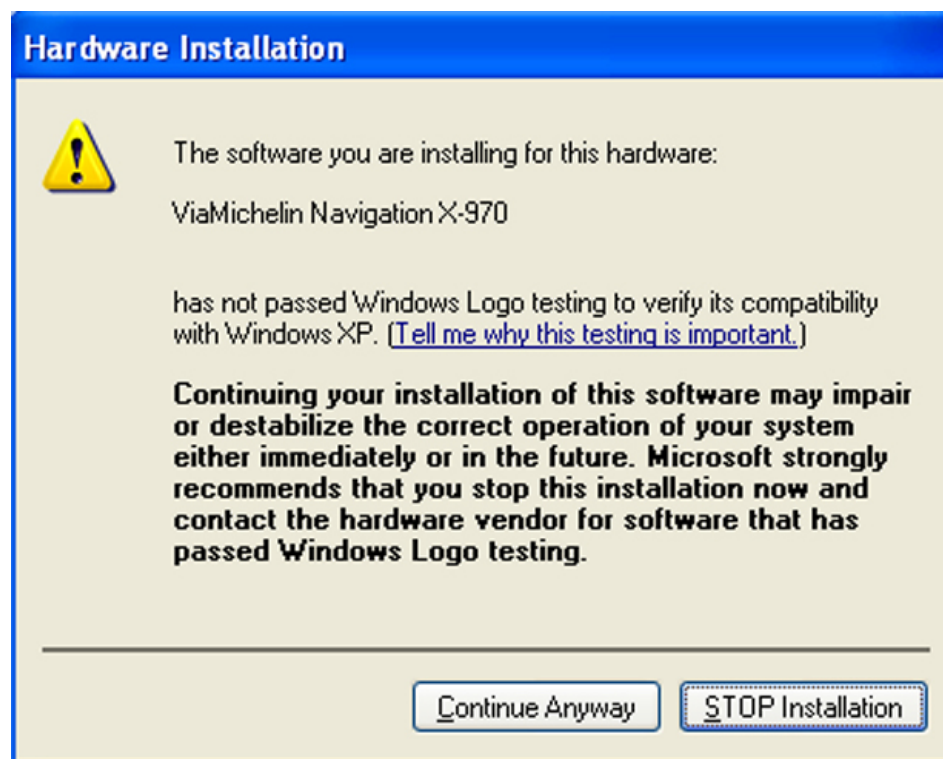 Hardware Installation
The software you are installing for this hardware:
ViaMichelin Navigation X-970
has not passed Windows Logo testing to verify its compatibility
with Windows XP. (Tell me why this testing is important.)
Continuing your installation of this software may impair
or destabilize the correct operation of your system
either immediately or in the future. Microsoft strongly
recommends that you stop this installation now and
contact the hardware vendor for software that has
passed Windows Logo testing.
Continue Anyway
STOP Installation